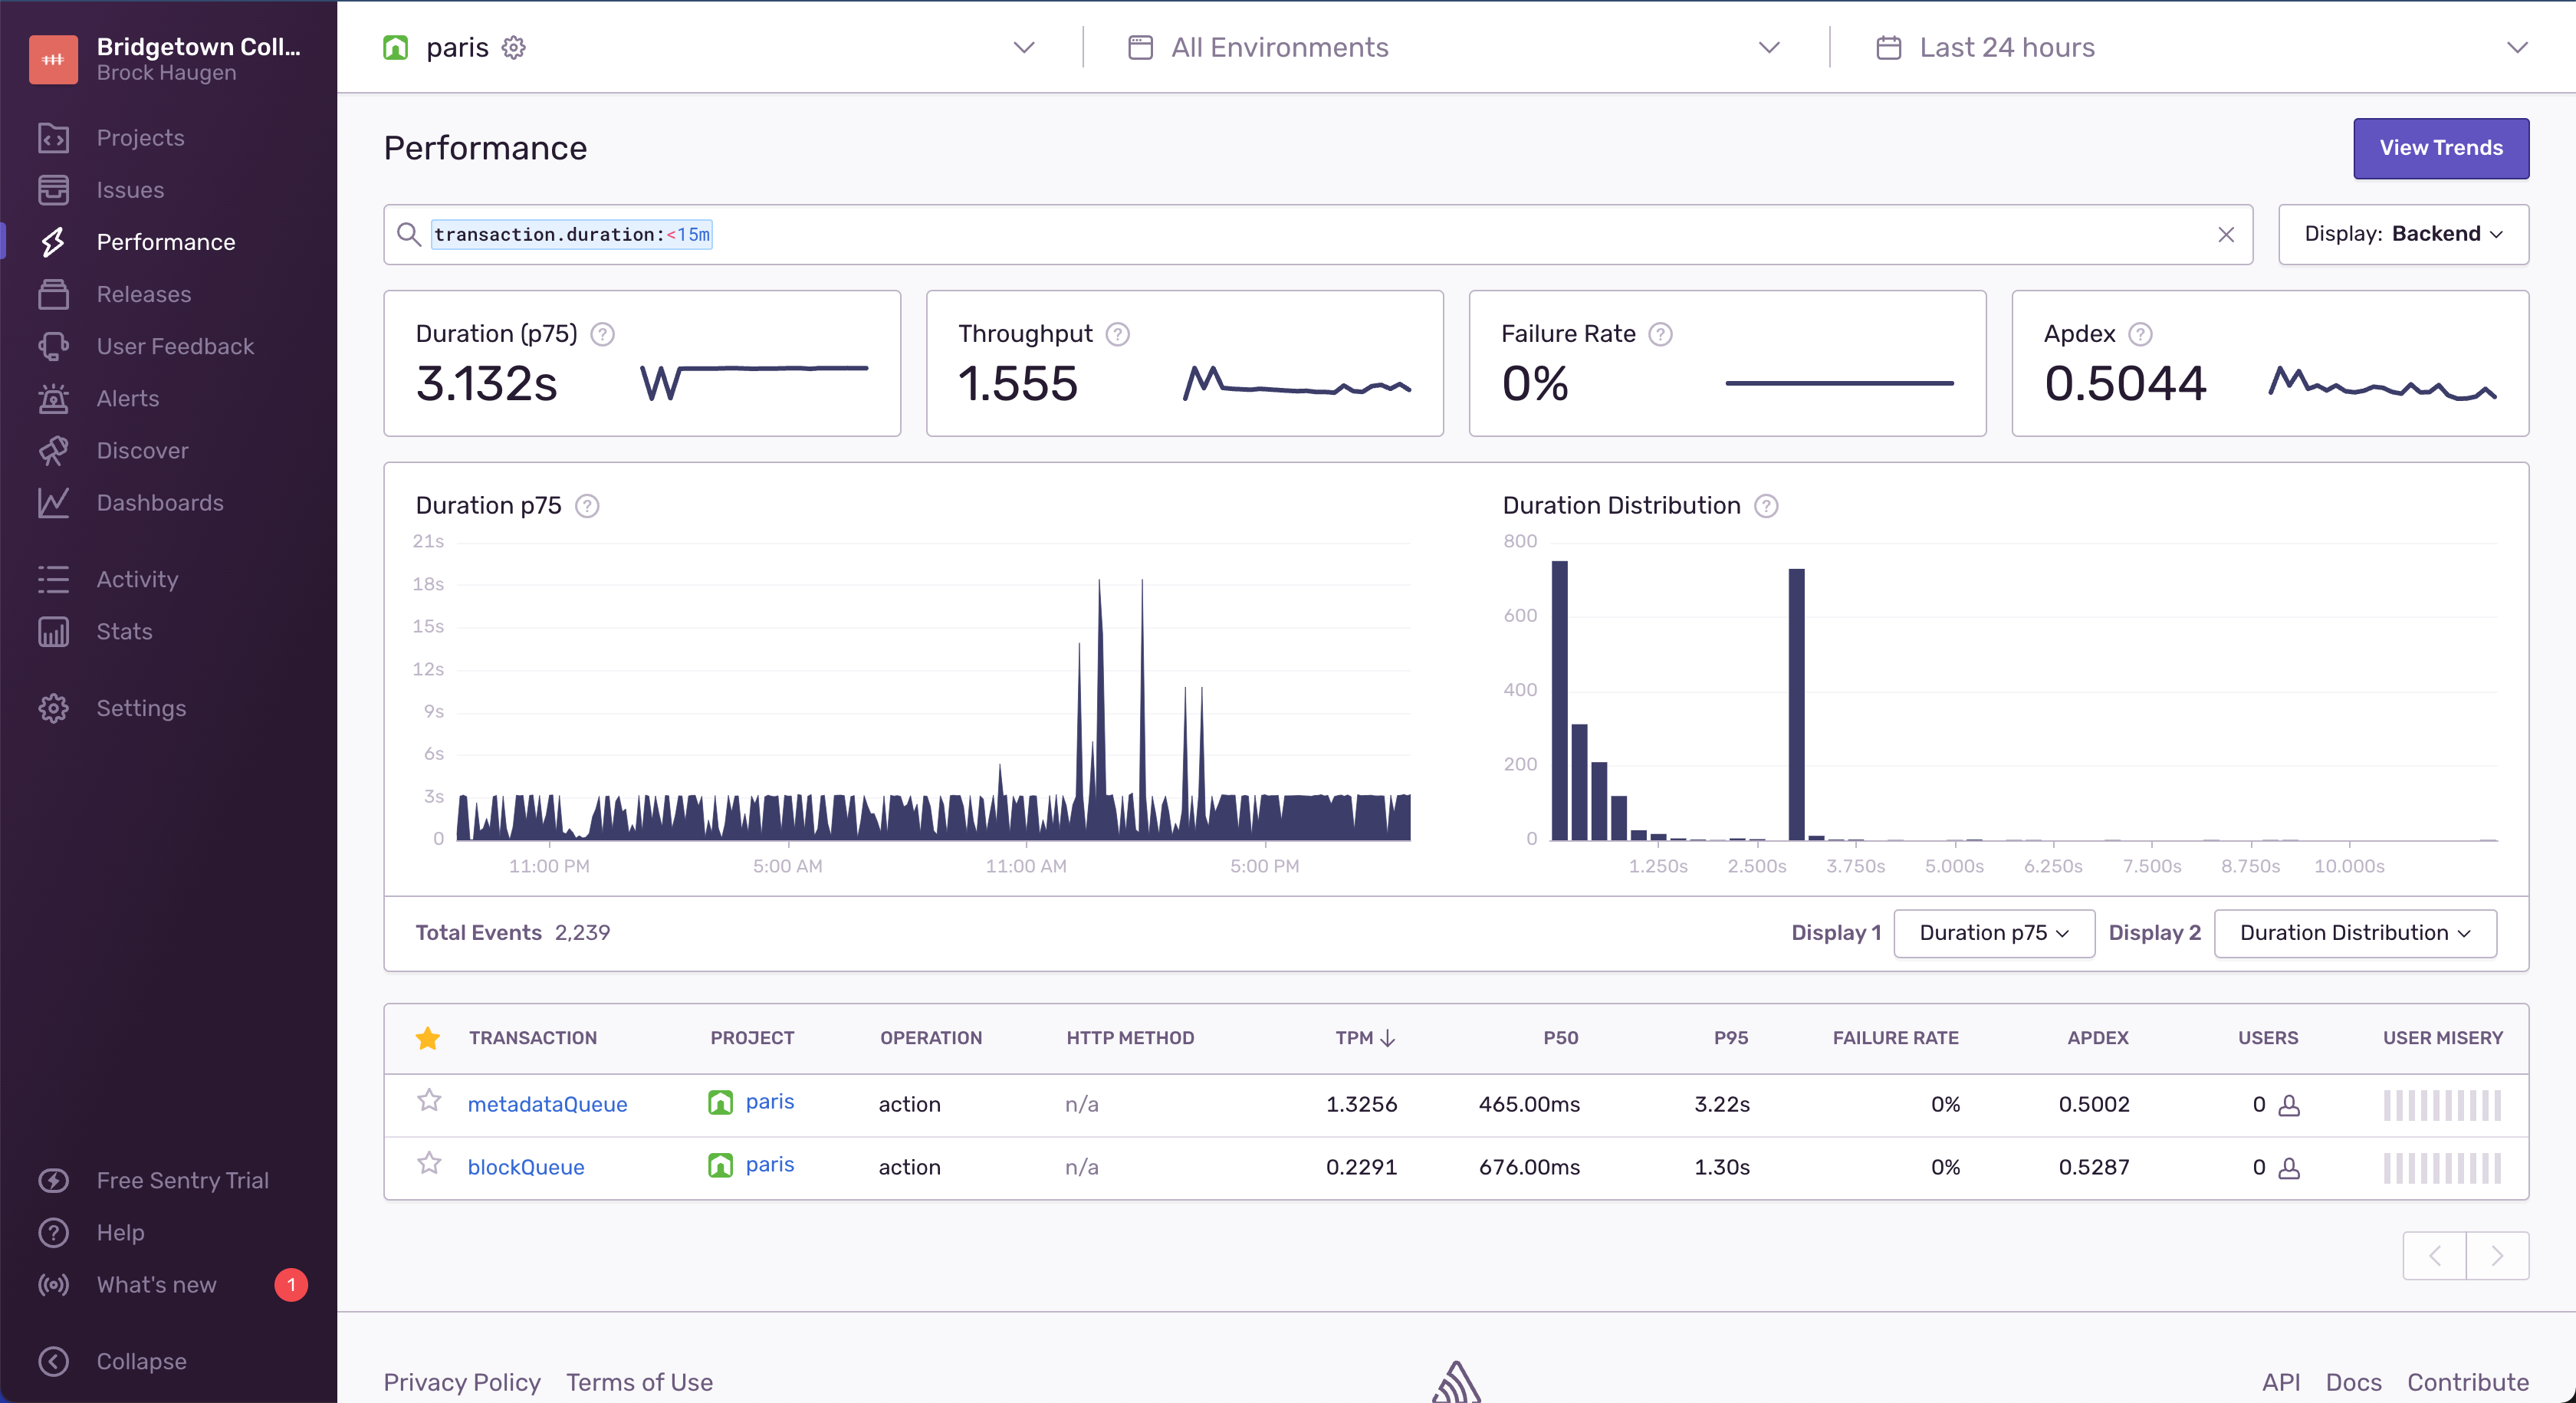 Bridgetown Coll...
Brock Haugen
Projects
Issues
Performance
Releases
User Feedback
Alerts
Discover
Dashboards
Activity
Stats
Settings
Free Sentry Trial
Help
What's new 1
Collapse
paris
All Environments
Last 24 hours
Performance
View Trends
transaction.duration:<15m
Display: Backend
Duration (p75) ?
3.132s
Throughput ?
1.555
Failure Rate ?
0%
Apdex ?
0.5044
Duration p75 ?
21s
18s
15s
12s
9s
6s
3s
0
11:00 PM 5:00 AM 11:00 AM 5:00 PM
Duration Distribution ?
800
600
400
200
0
1.250s 2.500s 3.750s 5.000s 6.250s 7.500s 8.750s 10.000s
Total Events 2,239
Display 1 Duration p75 Display 2 Duration Distribution
TRANSACTION PROJECT OPERATION HTTP METHOD TPM P50 P95 FAILURE RATE APDEX USERS USER MISERY
metadataQueue paris action n/a 1.3256 465.00ms 3.22s 0% 0.5002 0
blockQueue paris action n/a 0.2291 676.00ms 1.30s 0% 0.5287 0
Privacy Policy Terms of Use
API Docs Contribute